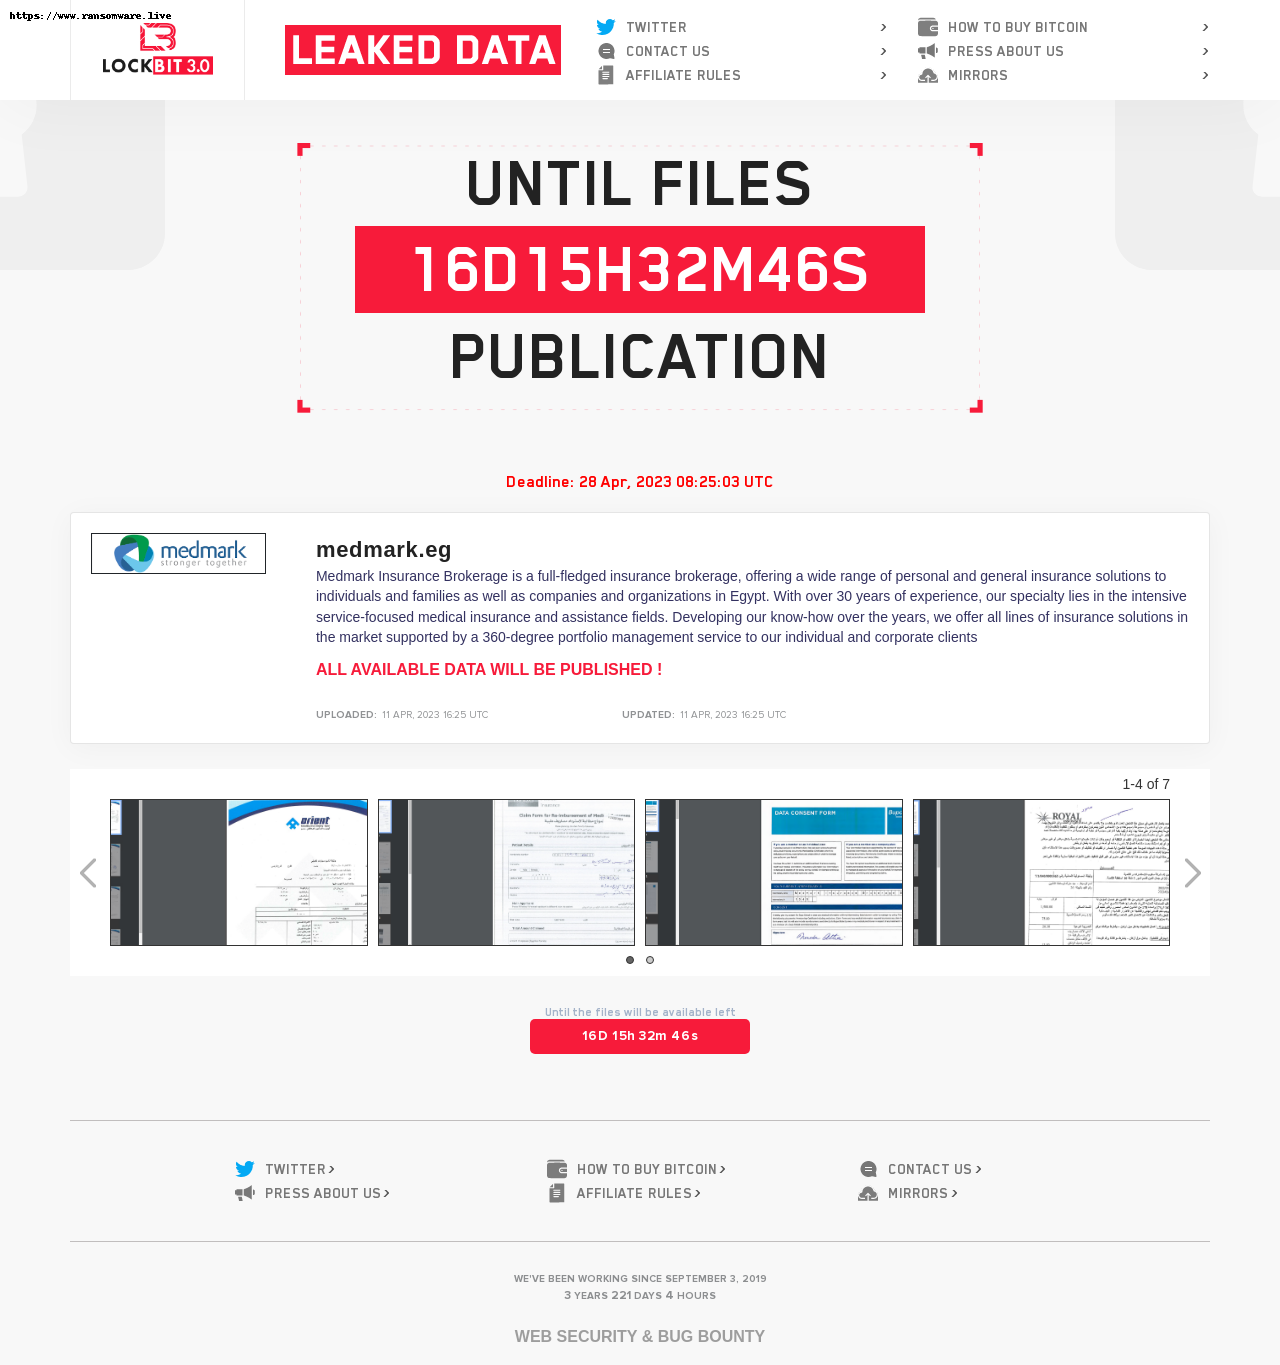 https://www.ransomware.live
LOCKBIT 3.0
LEAKED DATA
TWITTER
CONTACT US
AFFILIATE RULES
HOW TO BUY BITCOIN
PRESS ABOUT US
MIRRORS
UNTIL FILES
16D15H32M46S
PUBLICATION
Deadline: 28 Apr, 2023 08:25:03 UTC
medmark
stronger together
medmark.eg
Medmark Insurance Brokerage is a full-fledged insurance brokerage, offering a wide range of personal and general insurance solutions to
individuals and families as well as companies and organizations in Egypt. With over 30 years of experience, our specialty lies in the intensive
service-focused medical insurance and assistance fields. Developing our know-how over the years, we offer all lines of insurance solutions in
the market supported by a 360-degree portfolio management service to our individual and corporate clients
ALL AVAILABLE DATA WILL BE PUBLISHED !
UPLOADED: 11 APR, 2023 16:25 UTC
UPDATED: 11 APR, 2023 16:25 UTC
1-4 of 7
orient
DATA CONSENT FORM
ROYAL
Until the files will be available left
16D 15h 32m 46s
TWITTER
HOW TO BUY BITCOIN
CONTACT US
PRESS ABOUT US
AFFILIATE RULES
MIRRORS
WE'VE BEEN WORKING SINCE SEPTEMBER 3, 2019
3 YEARS 221 DAYS 4 HOURS
WEB SECURITY & BUG BOUNTY